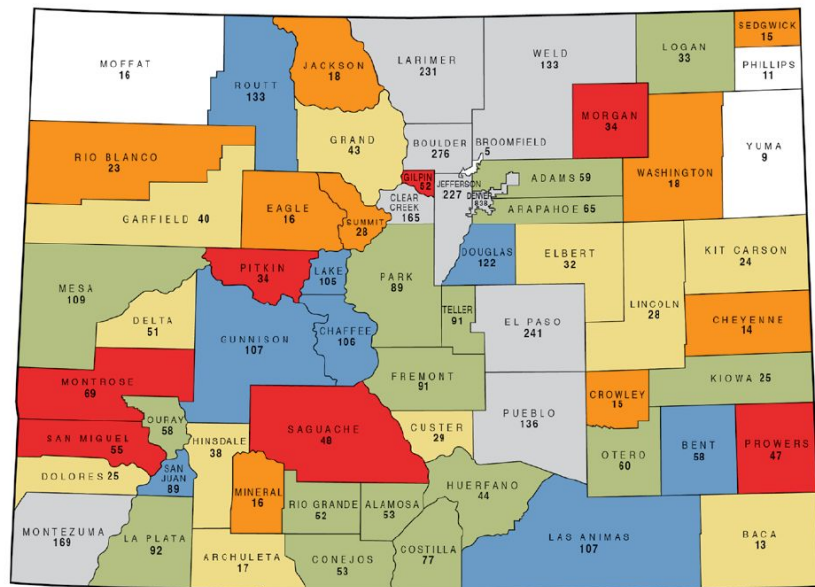 MOFFAT
16
ROUTT
133
JACKSON
18
LARIMER
231
WELD
133
LOGAN
33
SEDGWICK
15
PHILLIPS
11
MORGAN
34
YUMA
9
WASHINGTON
18
GRAND
43
BOULDER
276
BROOMFIELD
5
RIO BLANCO
23
GILPIN
52
JEFFERSON
227
DENVER
838
ADAMS 59
ARAPAHOE 65
CLEAR
CREEK
165
GARFIELD 40
EAGLE
16
SUMMIT
28
DOUGLAS
122
ELBERT
32
KIT CARSON
24
MESA
109
PITKIN
34
LAKE
105
PARK
89
LINCOLN
28
TELLER
91
EL PASO
241
CHEYENNE
14
DELTA
51
GUNNISON
107
CHAFFEE
106
FREMONT
91
MONTROSE
69
CROWLEY
15
KIOWA 25
OURAY
58
SAGUACHE
49
CUSTER
29
PUEBLO
136
OTERO
60
BENT
58
PROWERS
47
SAN MIGUEL
55
HINSDALE
38
DOLORES 25
SAN
JUAN
89
MINERAL
16
RIO GRANDE
52
ALAMOSA
53
HUERFANO
44
MONTEZUMA
169
LA PLATA
92
ARCHULETA
17
CONEJOS
53
COSTILLA
77
LAS ANIMAS
107
BACA
13